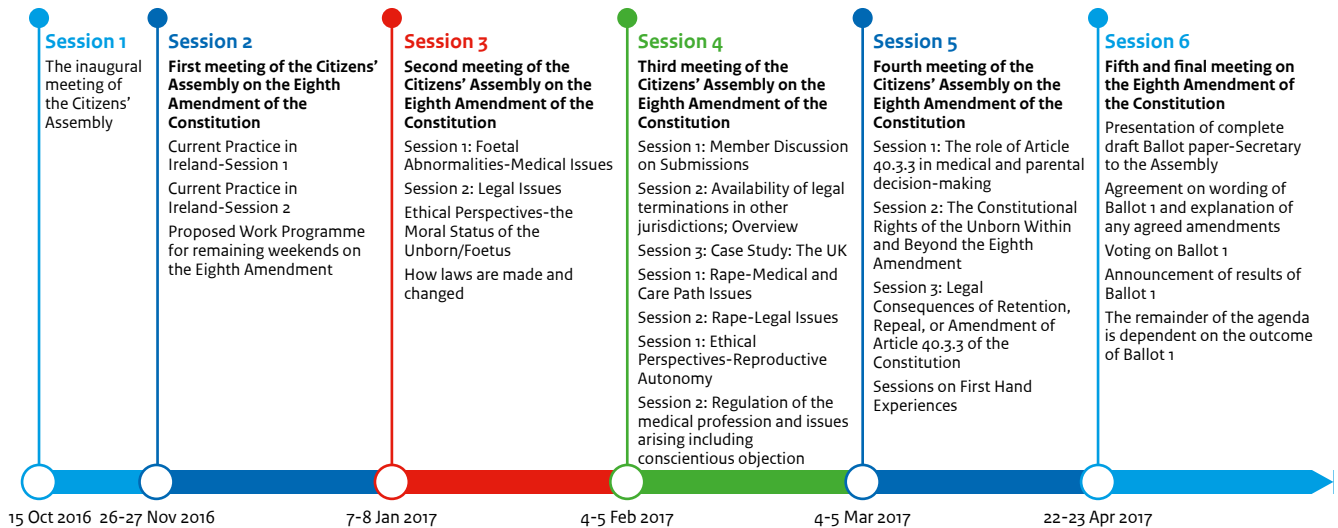 Session 1
The inaugural
meeting of
the Citizens’
Assembly
Session 2
First meeting of the Citizens’
Assembly on the Eighth
Amendment of the
Constitution
Current Practice in
Ireland-Session 1
Current Practice in
Ireland-Session 2
Proposed Work Programme
for remaining weekends on
the Eighth Amendment
Session 3
Second meeting of the
Citizens’ Assembly on the
Eighth Amendment of the
Constitution
Session 1: Foetal
Abnormalities-Medical Issues
Session 2: Legal Issues
Ethical Perspectives-the
Moral Status of the
Unborn/Foetus
How laws are made and
changed
Session 4
Third meeting of the
Citizens’ Assembly on the
Eighth Amendment of the
Constitution
Session 1: Member Discussion
on Submissions
Session 2: Availability of legal
terminations in other
jurisdictions; Overview
Session 3: Case Study: The UK
Session 1: Rape-Medical and
Care Path Issues
Session 2: Rape-Legal Issues
Session 1: Ethical
Perspectives-Reproductive
Autonomy
Session 2: Regulation of the
medical profession and issues
arising including
conscientious objection
Session 5
Fourth meeting of the
Citizens’ Assembly on the
Eighth Amendment of the
Constitution
Session 1: The role of Article
40.3.3 in medical and parental
decision-making
Session 2: The Constitutional
Rights of the Unborn Within
and Beyond the Eighth
Amendment
Session 3: Legal
Consequences of Retention,
Repeal, or Amendment of
Article 40.3.3 of the
Constitution
Sessions on First Hand
Experiences
Session 6
Fifth and final meeting on
the Eighth Amendment of
the Constitution
Presentation of complete
draft Ballot paper-Secretary
to the Assembly
Agreement on wording of
Ballot 1 and explanation of
any agreed amendments
Voting on Ballot 1
Announcement of results of
Ballot 1
The remainder of the agenda
is dependent on the outcome
of Ballot 1
15 Oct 2016
26-27 Nov 2016
7-8 Jan 2017
4-5 Feb 2017
4-5 Mar 2017
22-23 Apr 2017